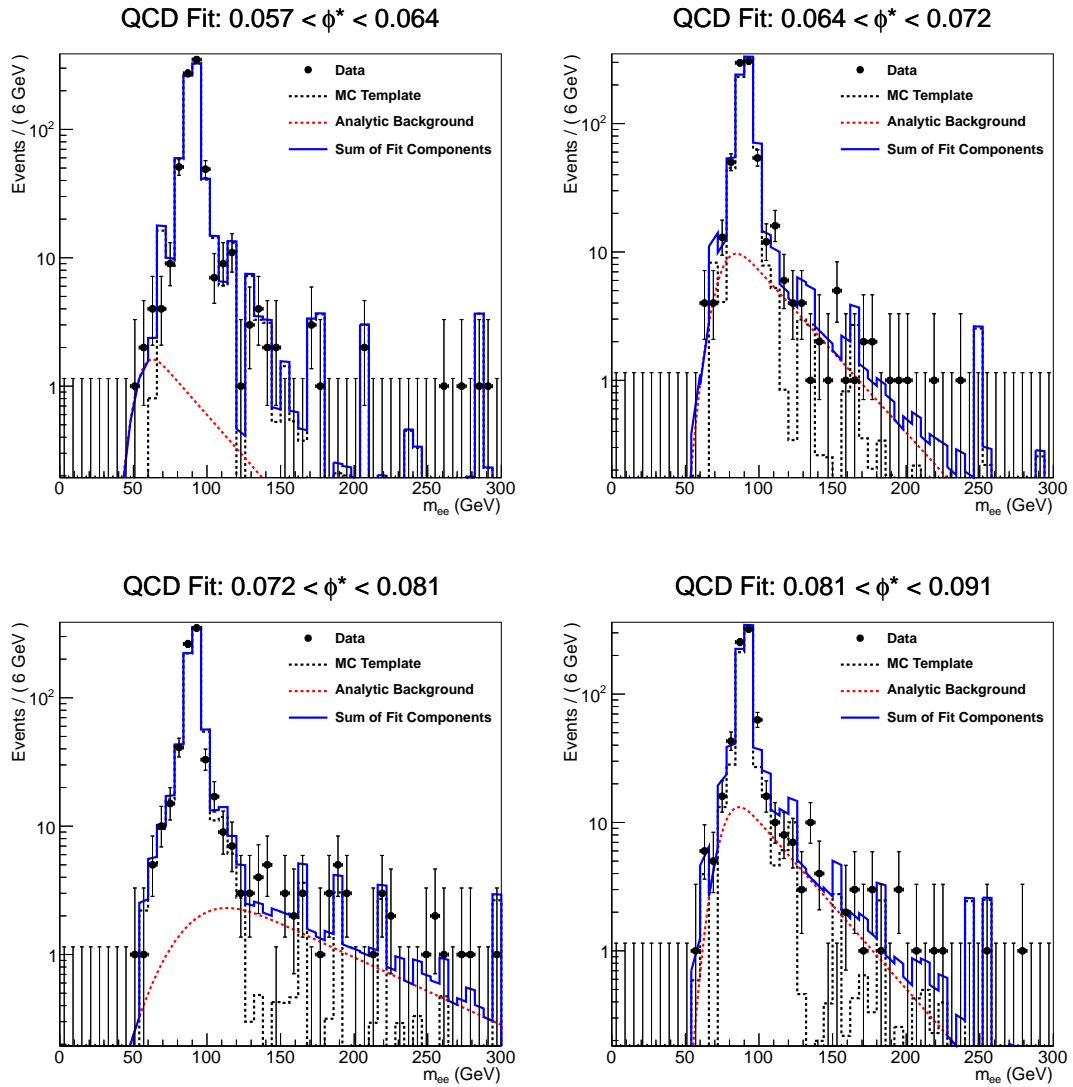 QCD Fit: 0.057 < ϕ* < 0.064
Events / ( 6 GeV )
10²
10
1
Data
MC Template
Analytic Background
Sum of Fit Components
0 50 100 150 200 250 300
m_ee (GeV)
QCD Fit: 0.064 < ϕ* < 0.072
Events / ( 6 GeV )
10²
10
1
Data
MC Template
Analytic Background
Sum of Fit Components
0 50 100 150 200 250 300
m_ee (GeV)
QCD Fit: 0.072 < ϕ* < 0.081
Events / ( 6 GeV )
10²
10
1
Data
MC Template
Analytic Background
Sum of Fit Components
0 50 100 150 200 250 300
m_ee (GeV)
QCD Fit: 0.081 < ϕ* < 0.091
Events / ( 6 GeV )
10²
10
1
Data
MC Template
Analytic Background
Sum of Fit Components
0 50 100 150 200 250 300
m_ee (GeV)